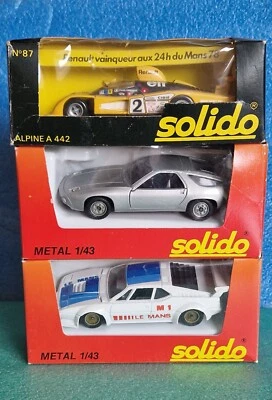 N°87
Renault vainqueur aux 24h du Mans 78
2
elf
ALPINE A 442
solido
METAL 1/43
solido
M1
LE MANS
METAL 1/43
solido